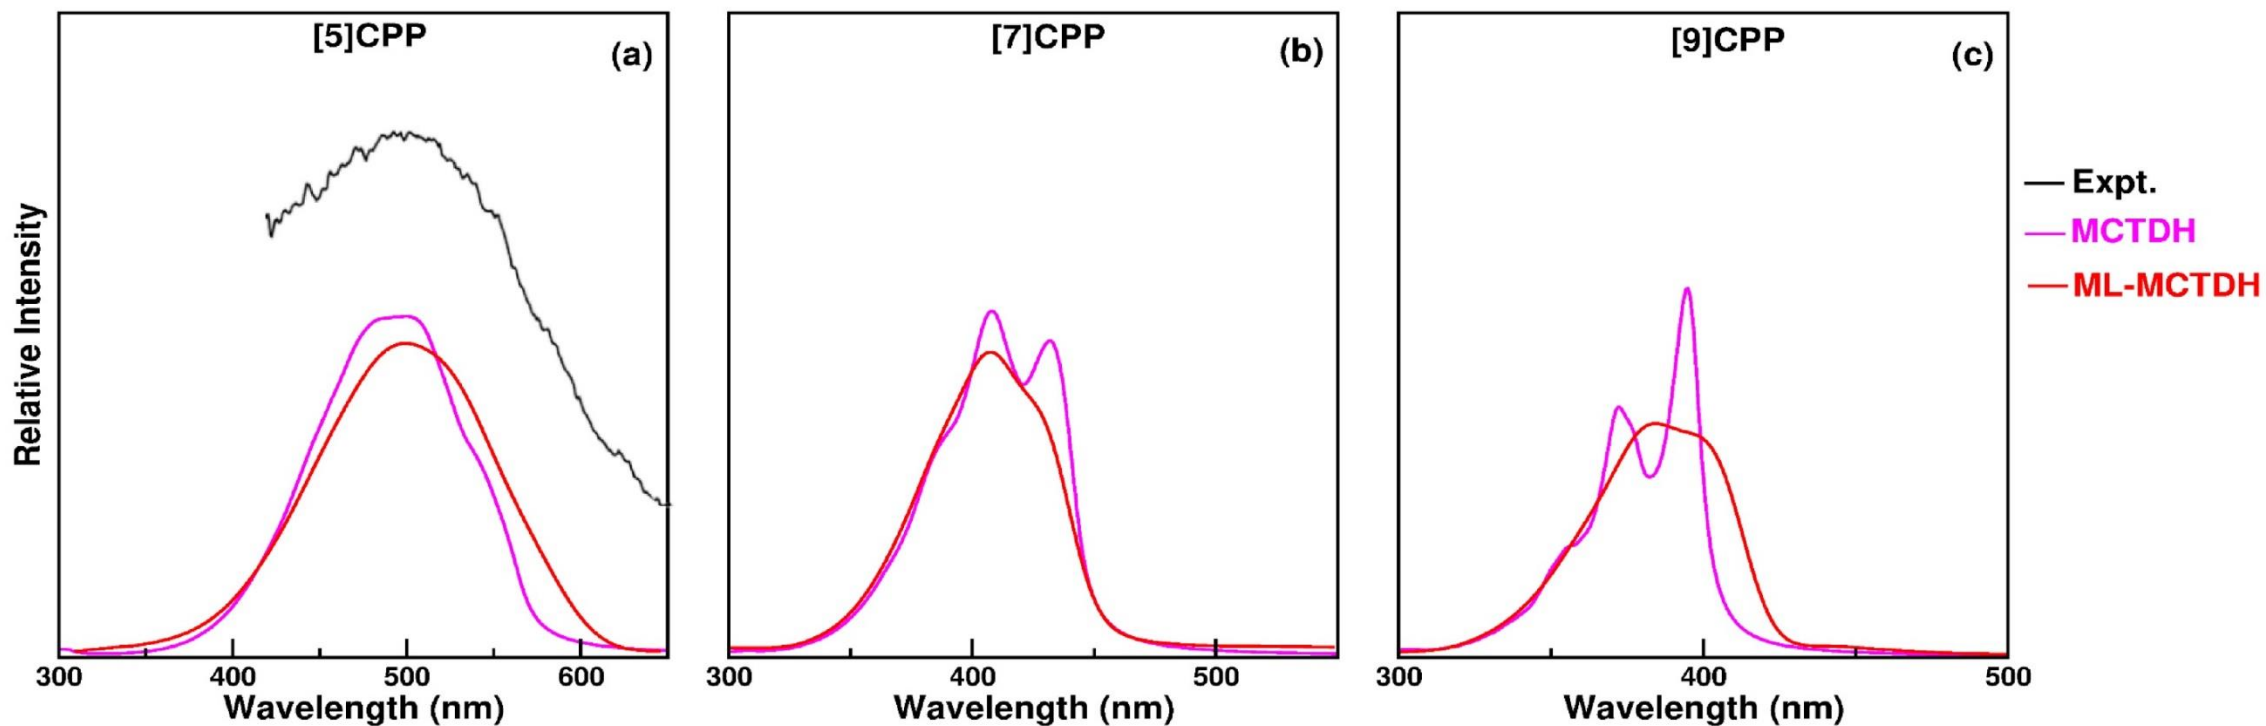 [5]CPP
(a)
[7]CPP
(b)
[9]CPP
(c)
Expt.
MCTDH
ML-MCTDH
Relative Intensity
300 400 500 600
300 400 500
300 400 500
Wavelength (nm)
Wavelength (nm)
Wavelength (nm)